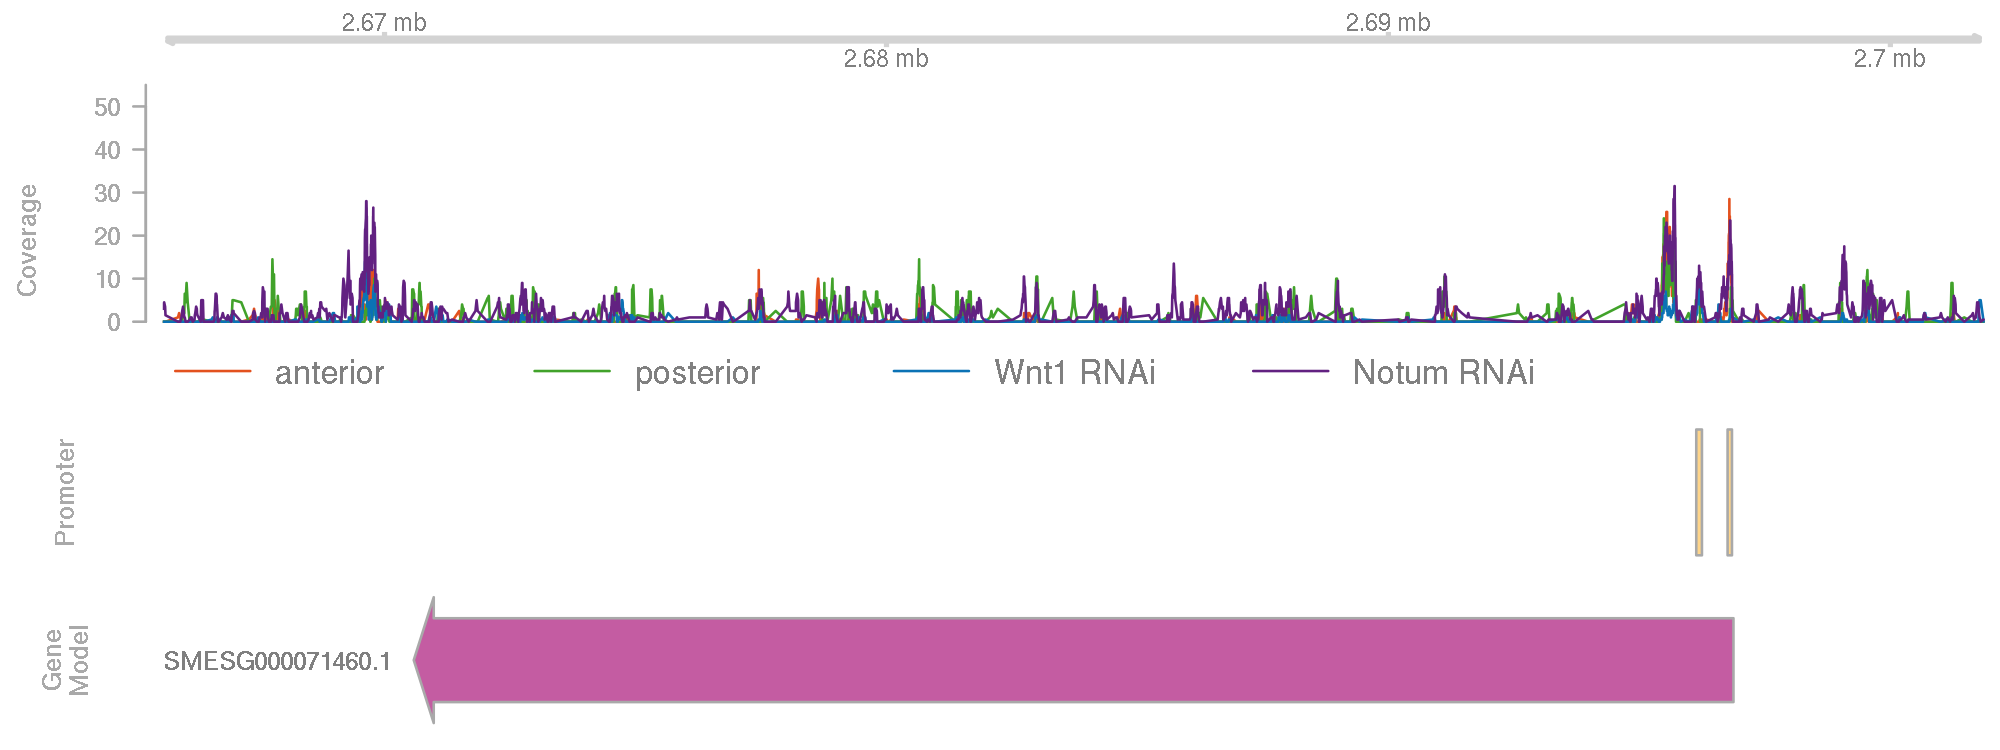 2.67 mb
2.69 mb
2.68 mb
2.7 mb
Coverage
50
40
30
20
10
0
anterior
posterior
Wnt1 RNAi
Notum RNAi
Promoter
Gene
Model
SMESG000071460.1